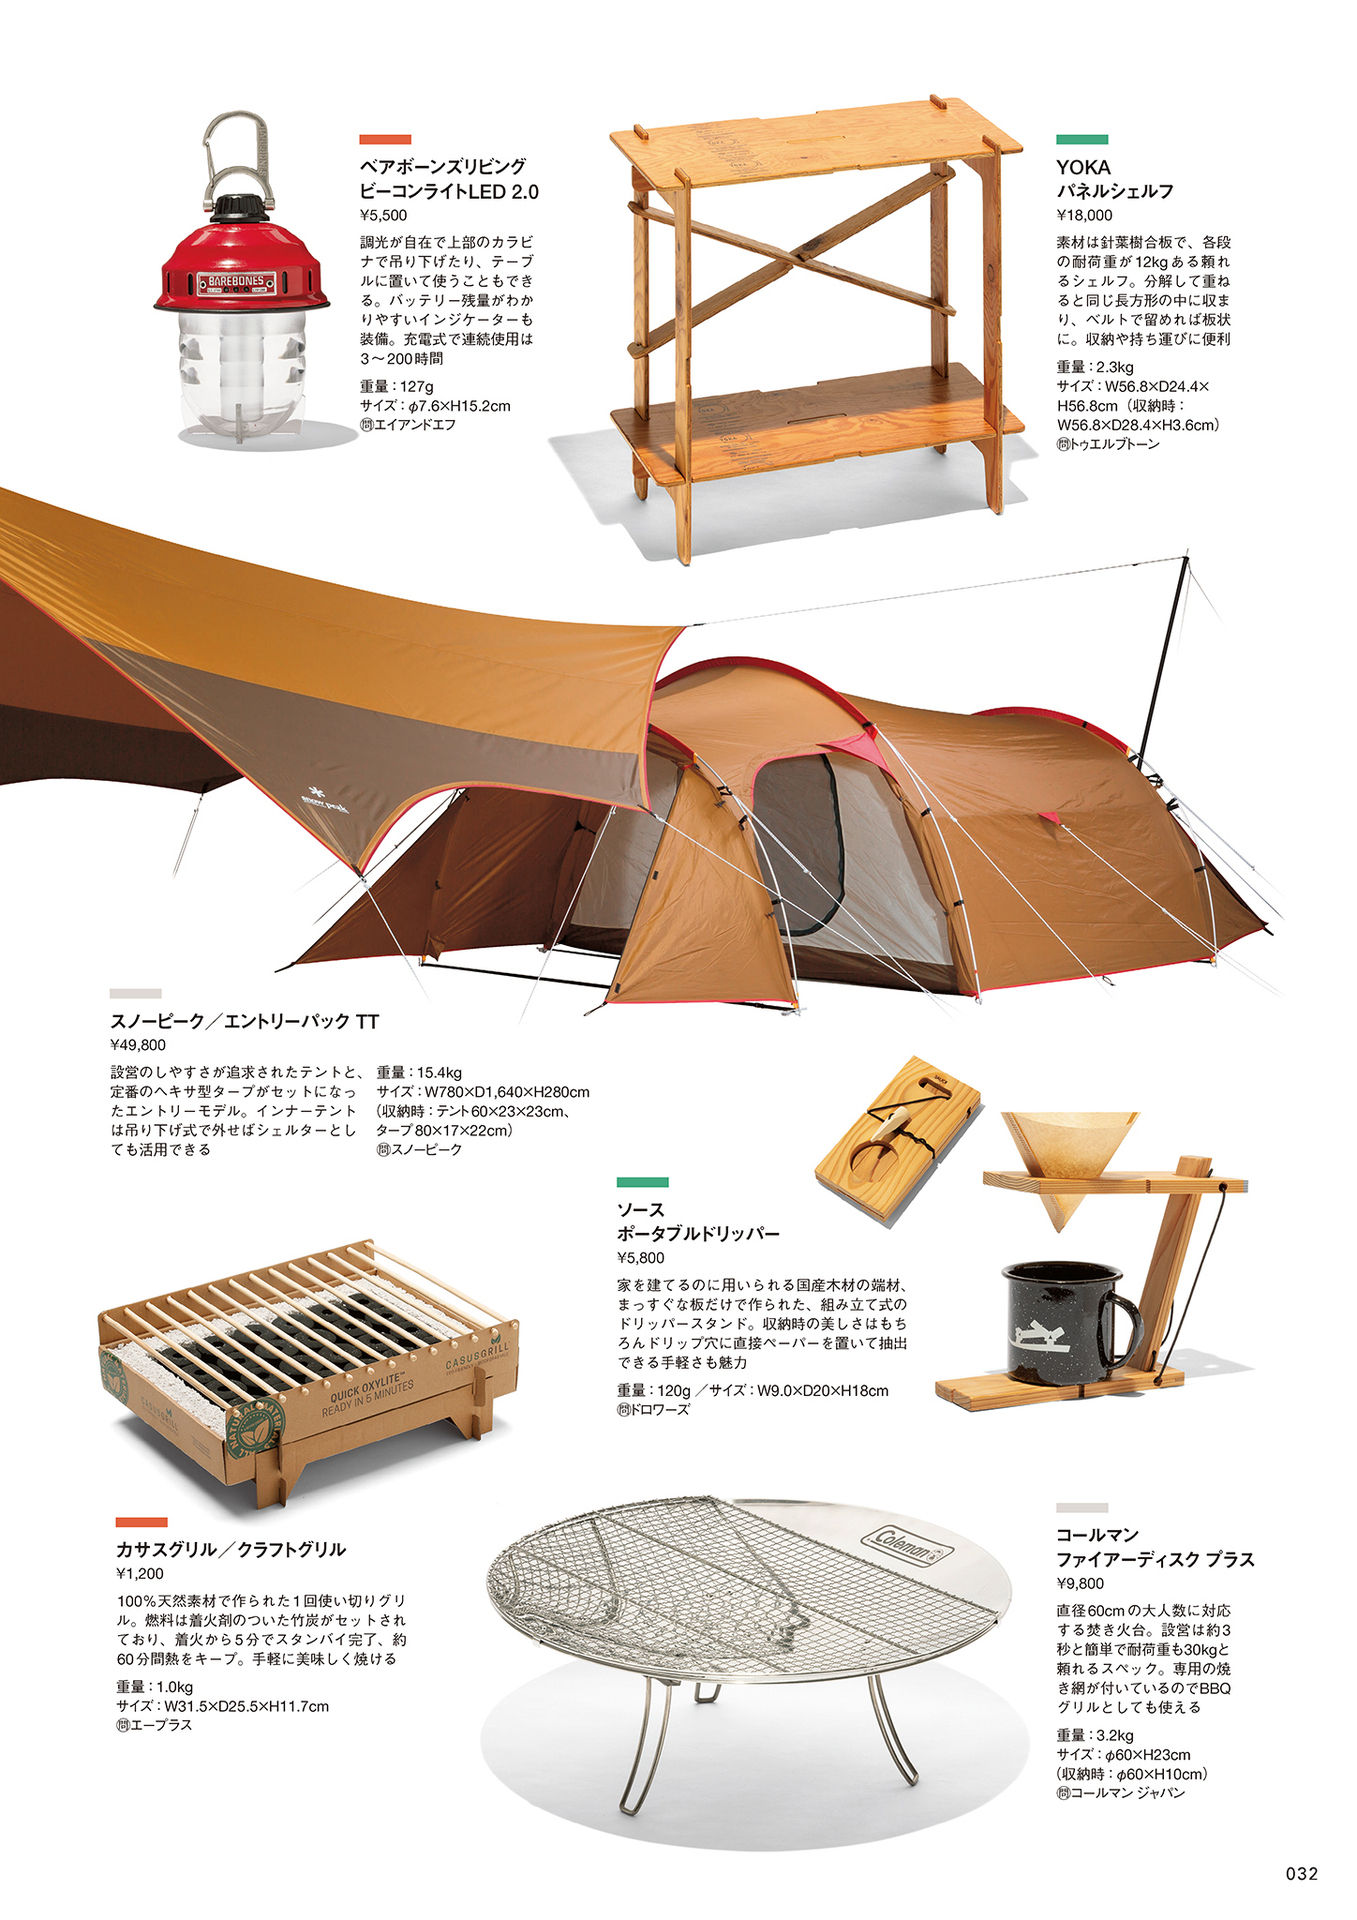 BAREBONES
ベアボーンズリビング
ビーコンライトLED 2.0
¥5,500
調光が自在で上部のカラビ
ナで吊り下げたり、テーブ
ルに置いて使うこともでき
る。バッテリー残量がわか
りやすいインジケーターも
装備。充電式で連続使用は
3〜200時間
重量：127g
サイズ：φ7.6×H15.2cm
㉄エイアンドエフ
YOKA
パネルシェルフ
¥18,000
素材は針葉樹合板で、各段
の耐荷重が12kgある頼れ
るシェルフ。分解して重ね
ると同じ長方形の中に収ま
り、ベルトで留めれば板状
に。収納や持ち運びに便利
重量：2.3kg
サイズ：W56.8×D24.4×
H56.8cm（収納時：
W56.8×D28.4×H3.6cm）
㉄トゥエルブトーン
snow peak
スノーピーク／エントリーパック TT
¥49,800
設営のしやすさが追求されたテントと、
定番のヘキサ型タープがセットになっ
たエントリーモデル。インナーテント
は吊り下げ式で外せばシェルターとし
ても活用できる
重量：15.4kg
サイズ：W780×D1,640×H280cm
（収納時：テント60×23×23cm、
タープ80×17×22cm）
㉄スノーピーク
ソース
ポータブルドリッパー
¥5,800
家を建てるのに用いられる国産木材の端材、
まっすぐな板だけで作られた、組み立て式の
ドリッパースタンド。収納時の美しさはもち
ろんドリップ穴に直接ペーパーを置いて抽出
できる手軽さも魅力
重量：120g ／サイズ：W9.0×D20×H18cm
㉄ドロワーズ
CASUSGRILL
QUICK OXYLITE™
READY IN 5 MINUTES
CASUSGRILL
カサスグリル／クラフトグリル
¥1,200
100%天然素材で作られた1回使い切りグリ
ル。燃料は着火剤のついた竹炭がセットされ
ており、着火から5分でスタンバイ完了、約
60分間熱をキープ。手軽に美味しく焼ける
重量：1.0kg
サイズ：W31.5×D25.5×H11.7cm
㉄エープラス
Coleman
コールマン
ファイアーディスク プラス
¥9,800
直径60cmの大人数に対応
する焚き火台。設営は約3
秒と簡単で耐荷重も30kgと
頼れるスペック。専用の焼
き網が付いているのでBBQ
グリルとしても使える
重量：3.2kg
サイズ：φ60×H23cm
（収納時：φ60×H10cm）
㉄コールマン ジャパン
032